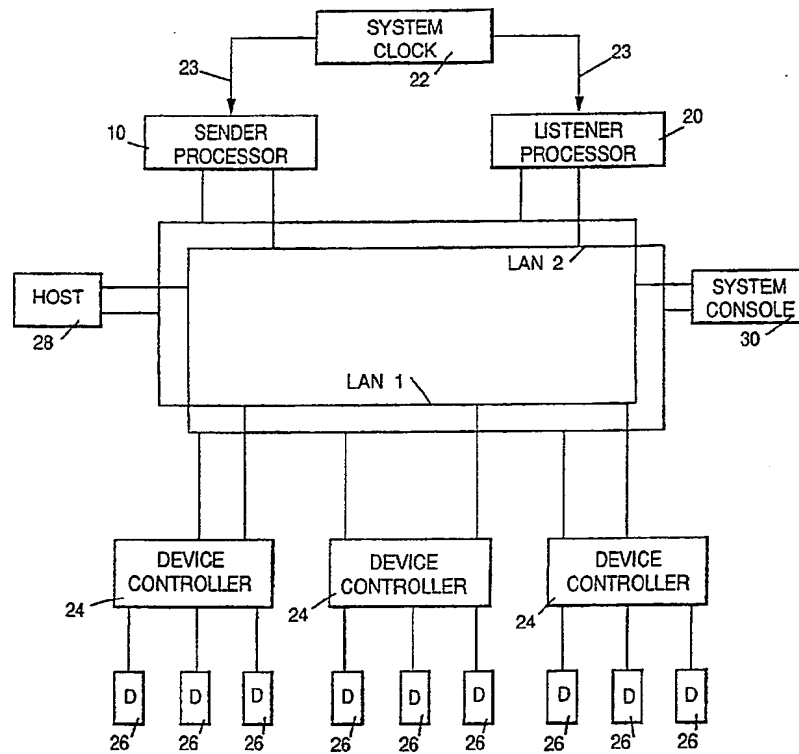 SYSTEM
CLOCK
22
23
23
10
SENDER
PROCESSOR
LISTENER
PROCESSOR
20
LAN 2
HOST
28
SYSTEM
CONSOLE
30
LAN 1
DEVICE
CONTROLLER
24
DEVICE
CONTROLLER
24
DEVICE
CONTROLLER
24
D
D
D
D
D
D
D
D
D
26
26
26
26
26
26
26
26
26